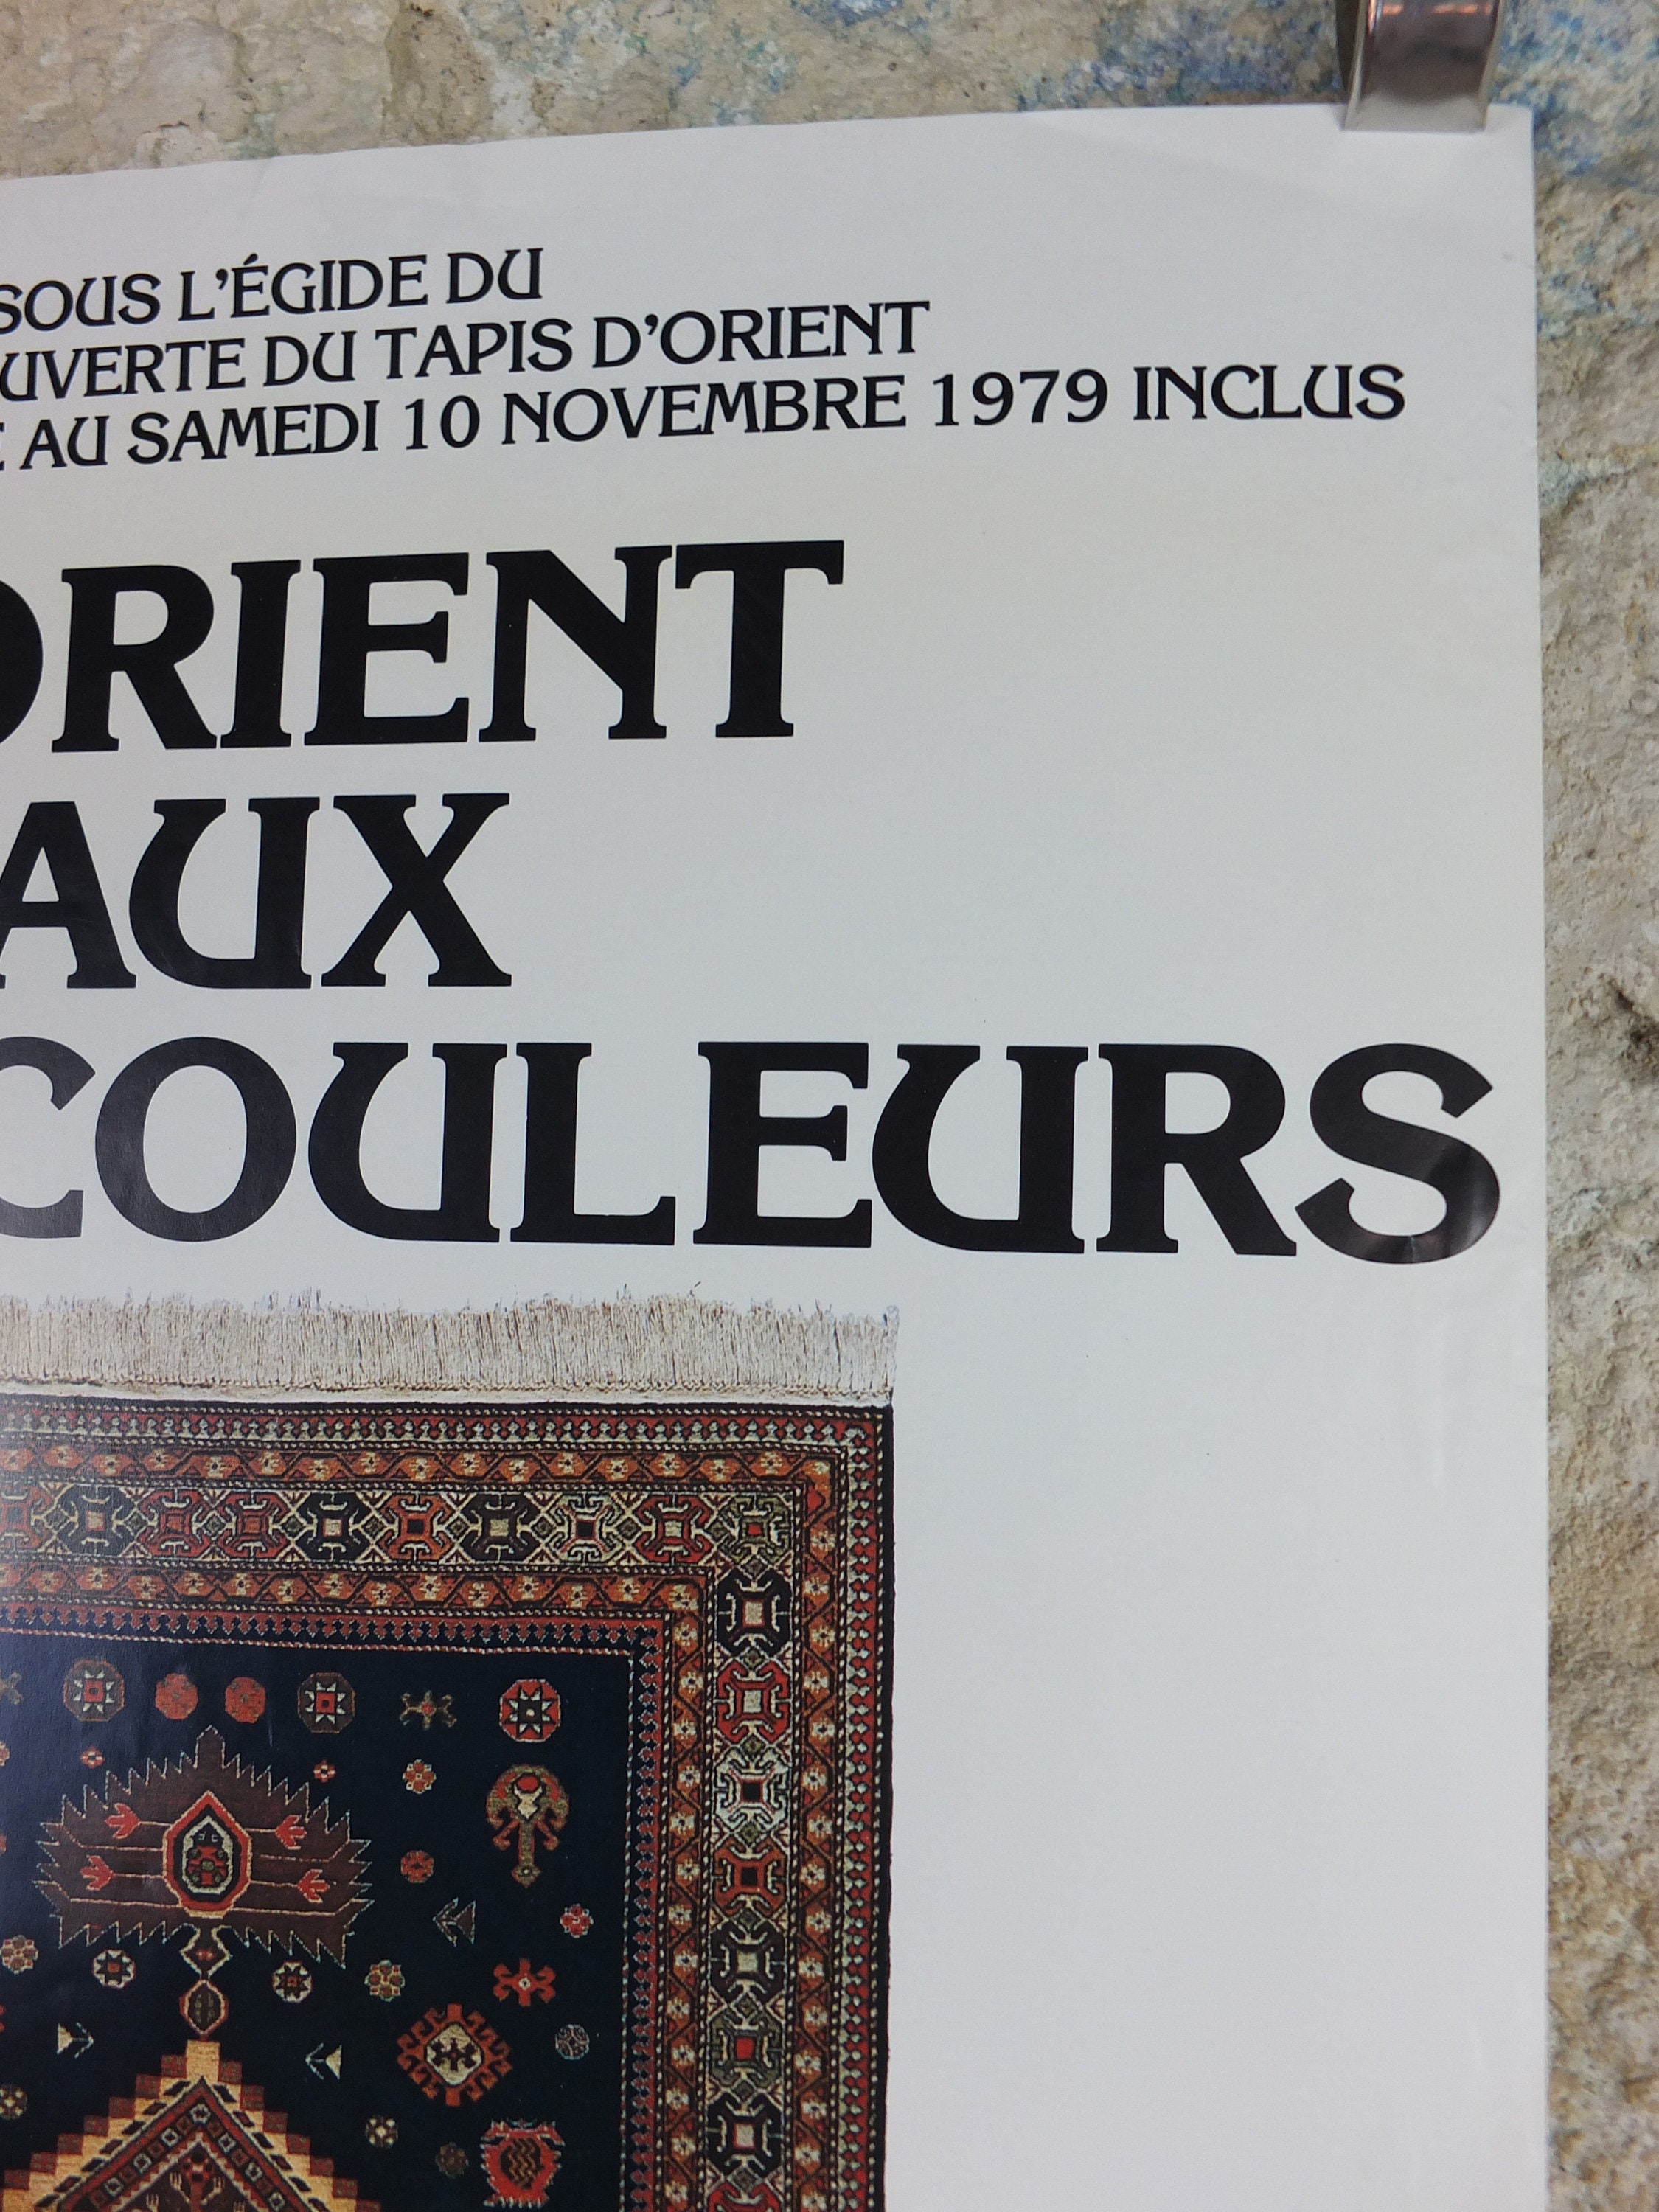 SOUS L'ÉGIDE DU
UVERTE DU TAPIS D'ORIENT
E AU SAMEDI 10 NOVEMBRE 1979 INCLUS
ORIENT
AUX
COULEURS